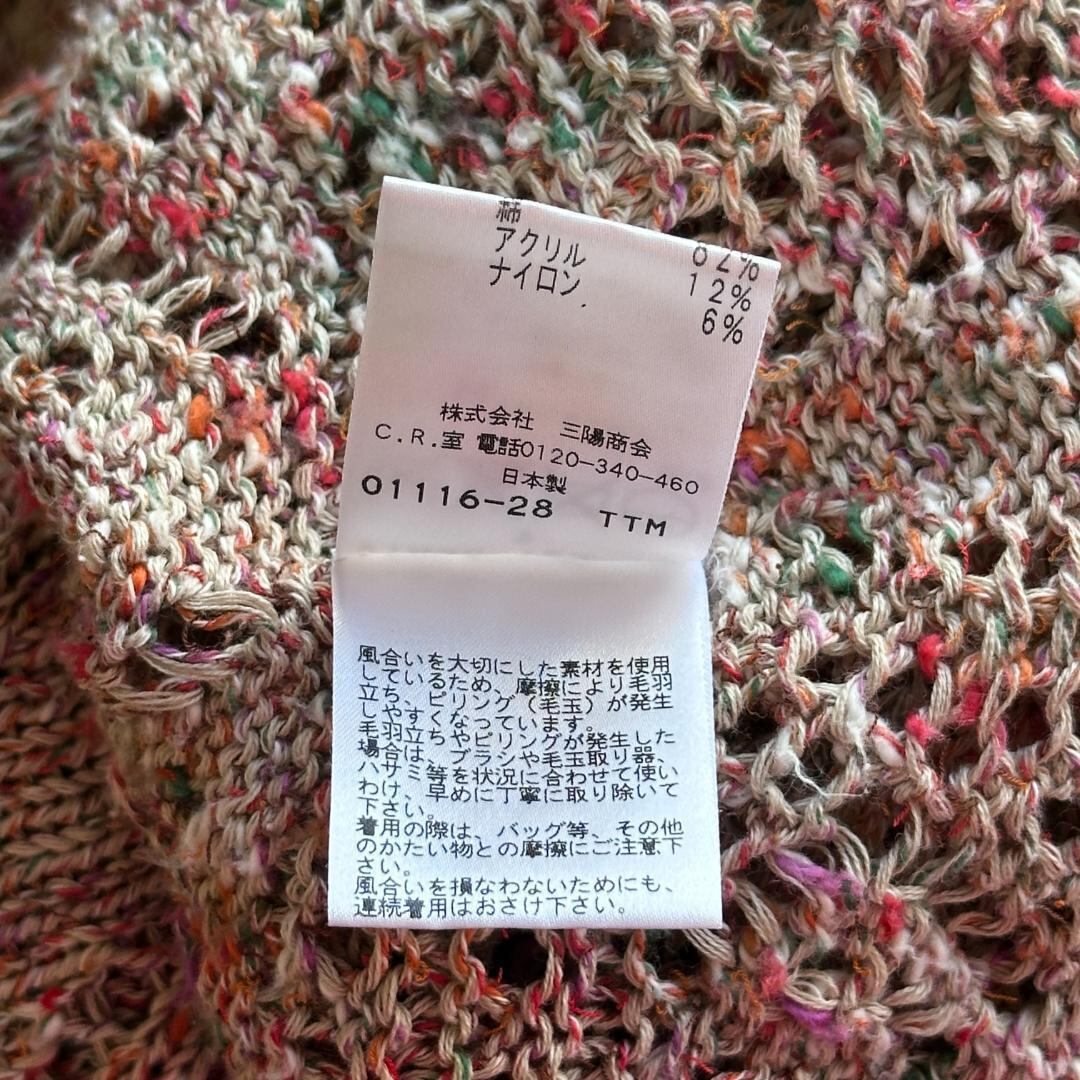 綿 82%
アクリル 12%
ナイロン 6%
株式会社 三陽商会
C.R.室 電話0120-340-460
日本製
01116-28 TTM
風合いを大切にした素材を使用
しているため、摩擦により毛羽
立ち、ピリング(毛玉)が発生
しやすくなっています。
毛羽立ちやピリングが発生した
場合は、ブラシや毛玉取り器、
ハサミ等を状況に合わせて使い
わけ、早めに丁寧に取り除いて
下さい。
着用の際は、バッグ等、その他
のかたい物との摩擦にご注意下
さい。
風合いを損なわないためにも、
連続着用はおさけ下さい。